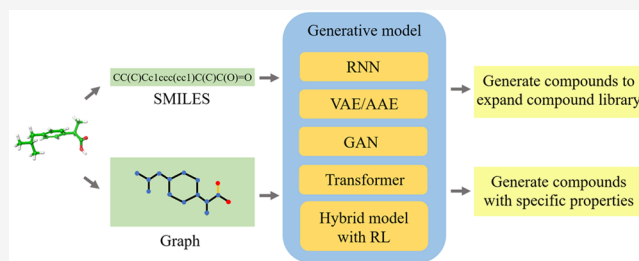 CC(C)Cc1ccc(cc1)C(C)C(O)=O
SMILES
Graph
Generative model
RNN
VAE/AAE
GAN
Transformer
Hybrid model
with RL
Generate compounds to
expand compound library
Generate compounds
with specific properties